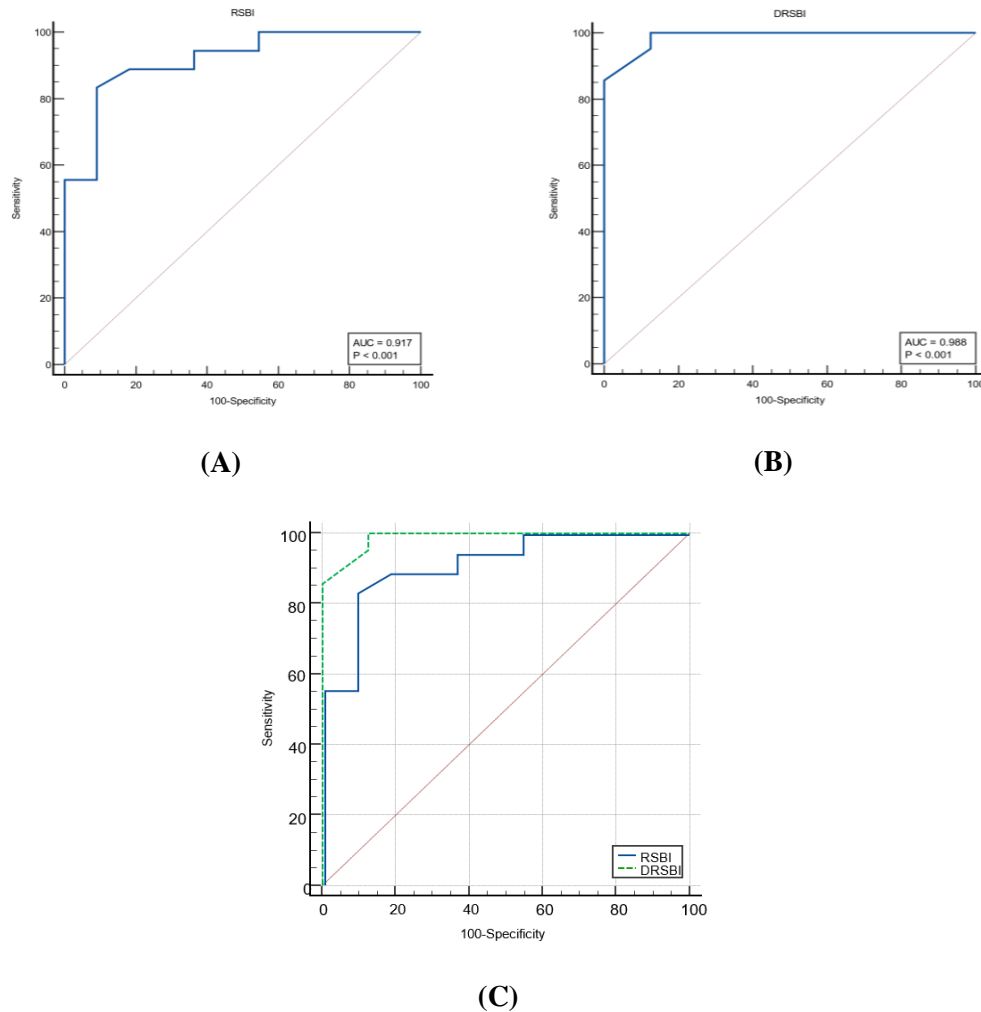 RSBI
100
80
60
40
20
0
Sensitivity
0 20 40 60 80 100
100-Specificity
AUC = 0.917
P < 0.001
(A)
DRSBI
100
80
60
40
20
0
Sensitivity
0 20 40 60 80 100
100-Specificity
AUC = 0.988
P < 0.001
(B)
100
80
60
40
20
0
Sensitivity
0 20 40 60 80 100
100-Specificity
RSBI
DRSBI
(C)